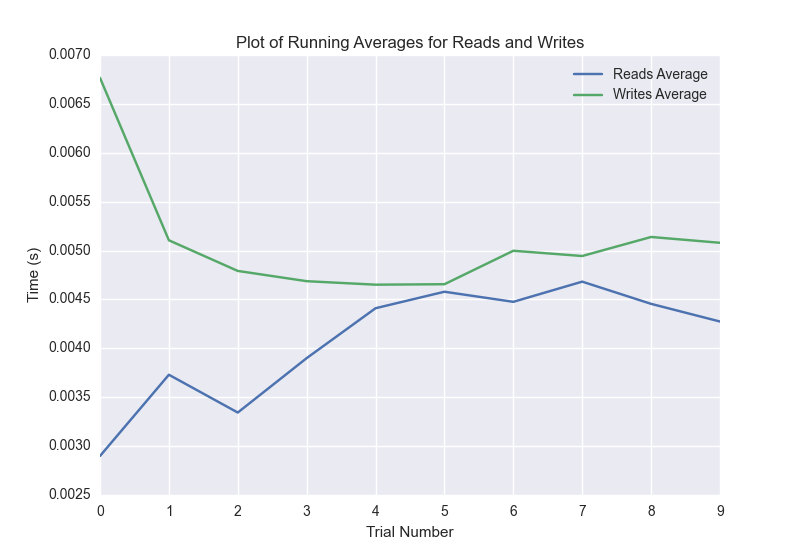 Plot of Running Averages for Reads and Writes
0.0070
0.0065
0.0060
0.0055
0.0050
0.0045
0.0040
0.0035
0.0030
0.0025
Time (s)
Reads Average
Writes Average
0 1 2 3 4 5 6 7 8 9
Trial Number